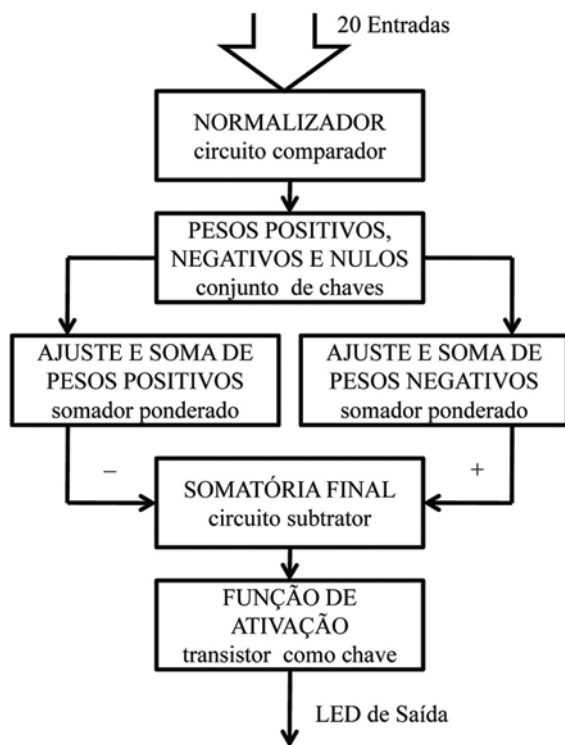 20 Entradas
NORMALIZADOR
circuito comparador
PESOS POSITIVOS,
NEGATIVOS E NULOS
conjunto de chaves
AJUSTE E SOMA DE
PESOS POSITIVOS
somador ponderado
AJUSTE E SOMA DE
PESOS NEGATIVOS
somador ponderado
–
+
SOMATÓRIA FINAL
circuito subtrator
FUNÇÃO DE
ATIVAÇÃO
transistor como chave
LED de Saída